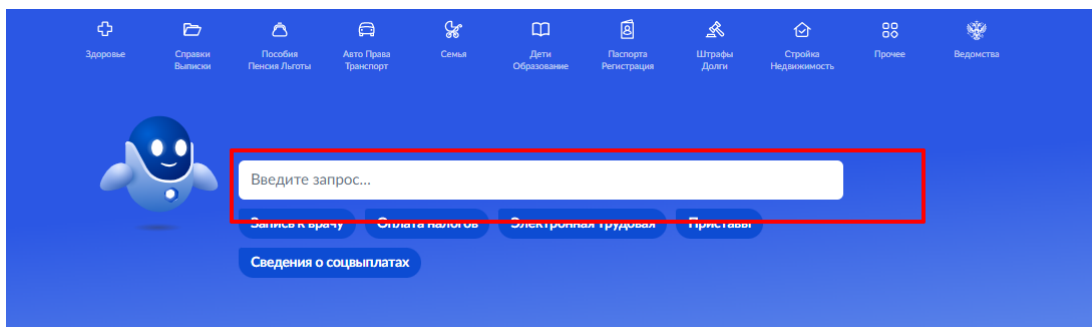 Здоровье
Справки
Выписки
Пособия
Пенсия Льготы
Авто Права
Транспорт
Семья
Дети
Образование
Паспорта
Регистрация
Штрафы
Долги
Стройка
Недвижимость
Прочее
Ведомства
Введите запрос...
Запись к врачу
Оплата налогов
Электронная трудовая
Приставы
Сведения о соцвыплатах